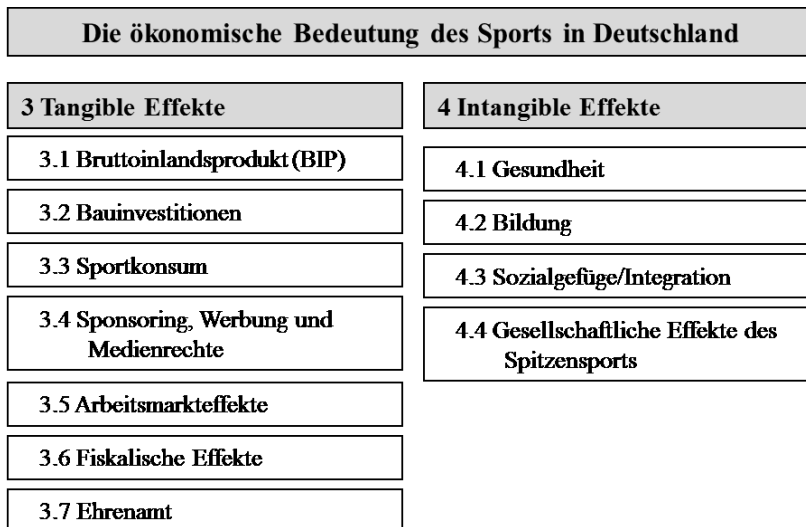 Die ökonomische Bedeutung des Sports in Deutschland
3 Tangible Effekte
3.1 Bruttoinlandsprodukt (BIP)
3.2 Bauinvestitionen
3.3 Sportkonsum
3.4 Sponsoring, Werbung und
Medienrechte
3.5 Arbeitsmarkteffekte
3.6 Fiskalische Effekte
3.7 Ehrenamt
4 Intangible Effekte
4.1 Gesundheit
4.2 Bildung
4.3 Sozialgefüge/Integration
4.4 Gesellschaftliche Effekte des
Spitzensports